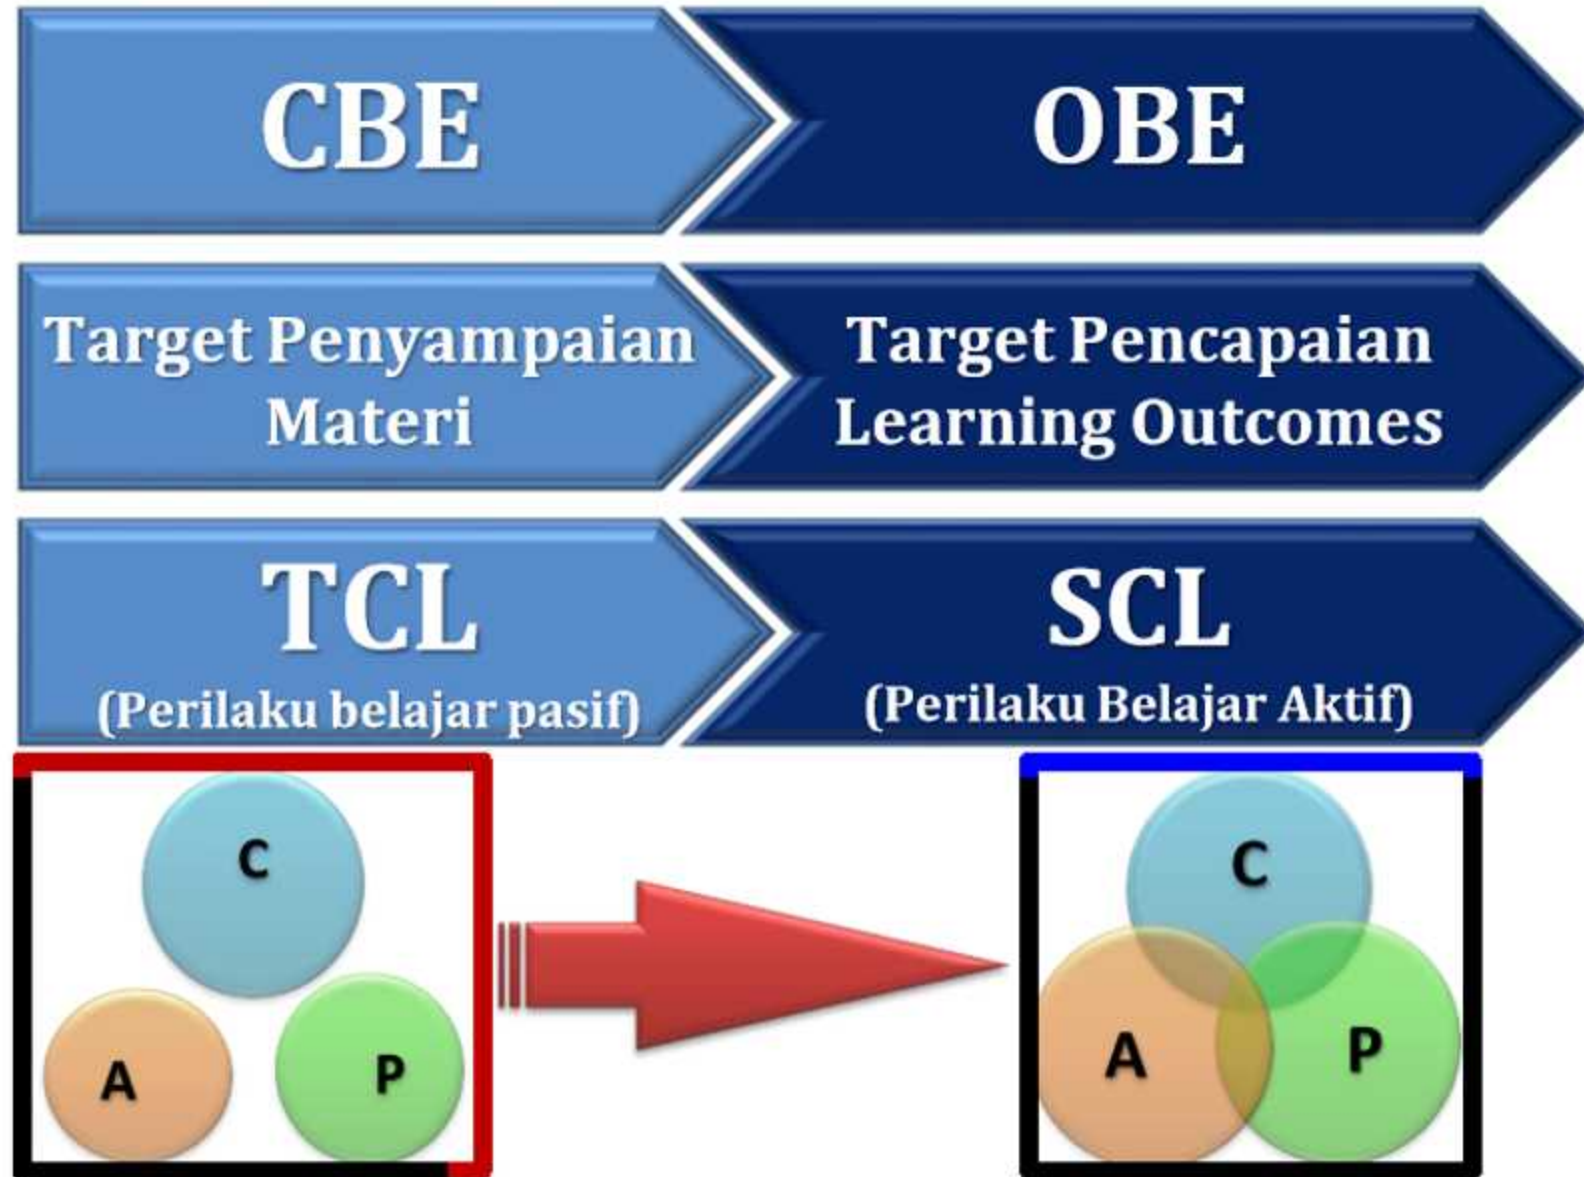 CBE
OBE
Target Penyampaian
Materi
Target Pencapaian
Learning Outcomes
TCL
(Perilaku belajar pasif)
SCL
(Perilaku Belajar Aktif)
C
A
P
C
A
P